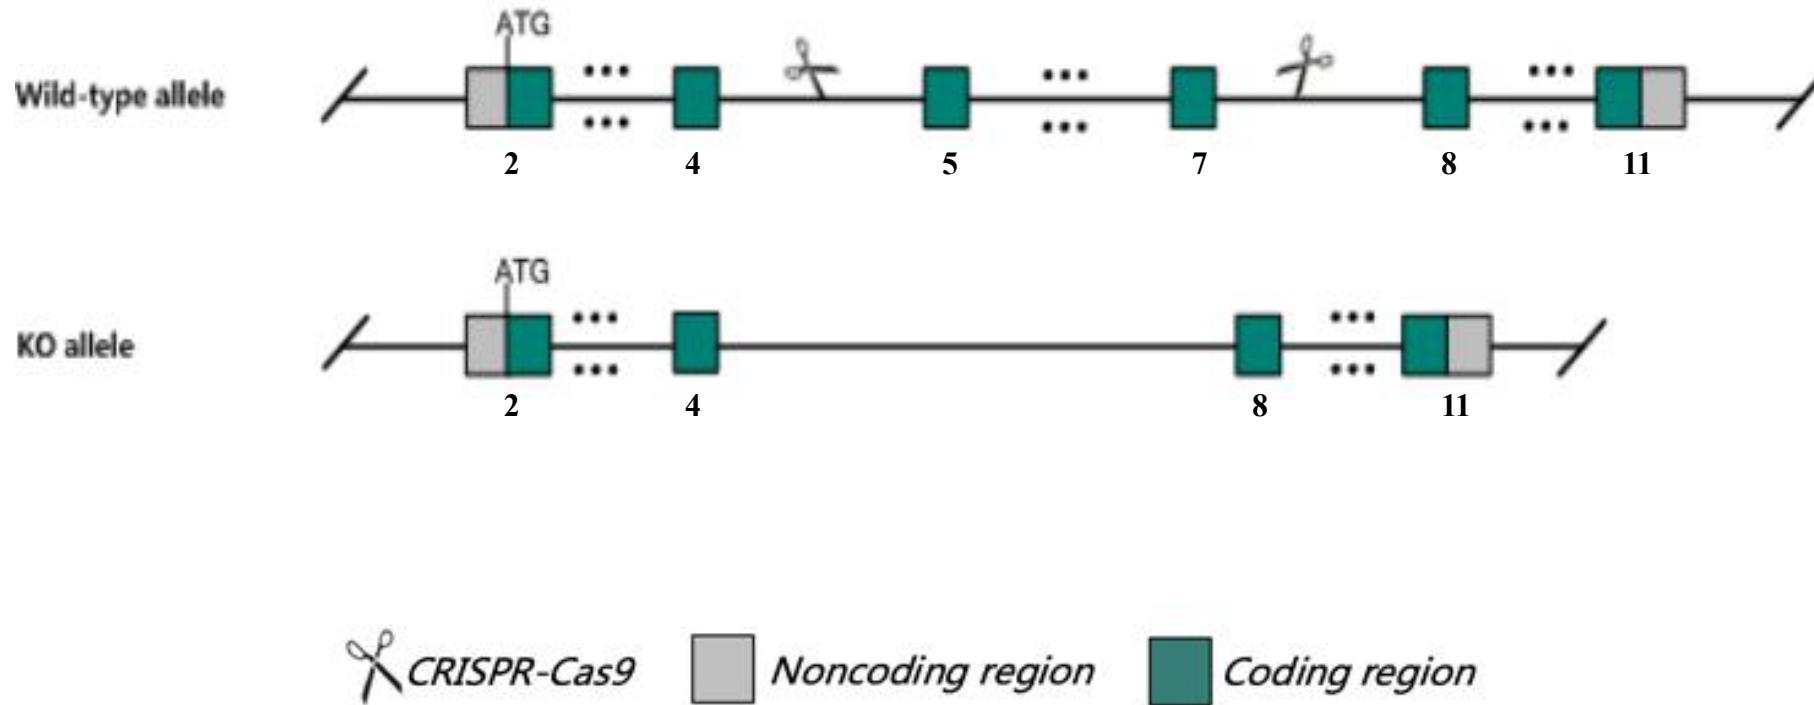 ATG
Wild-type allele
2 4 5 7 8 11
ATG
KO allele
2 4 8 11
CRISPR-Cas9 Noncoding region Coding region